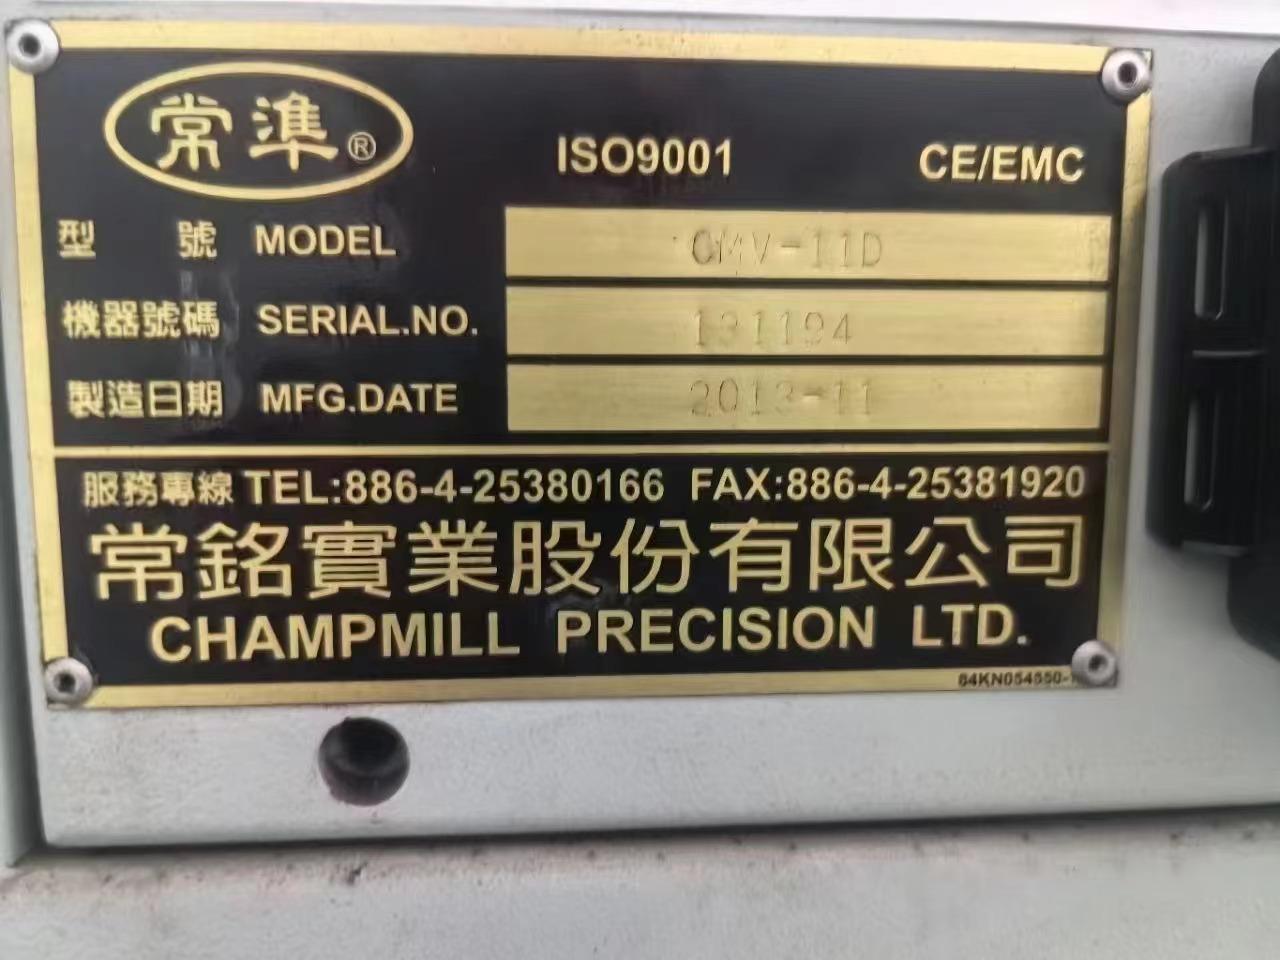 常準®
ISO9001
CE/EMC
型號 MODEL CMV-11D
機器號碼 SERIAL.NO. 131194
製造日期 MFG.DATE 2013-11
服務專線 TEL:886-4-25380166 FAX:886-4-25381920
常銘實業股份有限公司
CHAMPMILL PRECISION LTD.